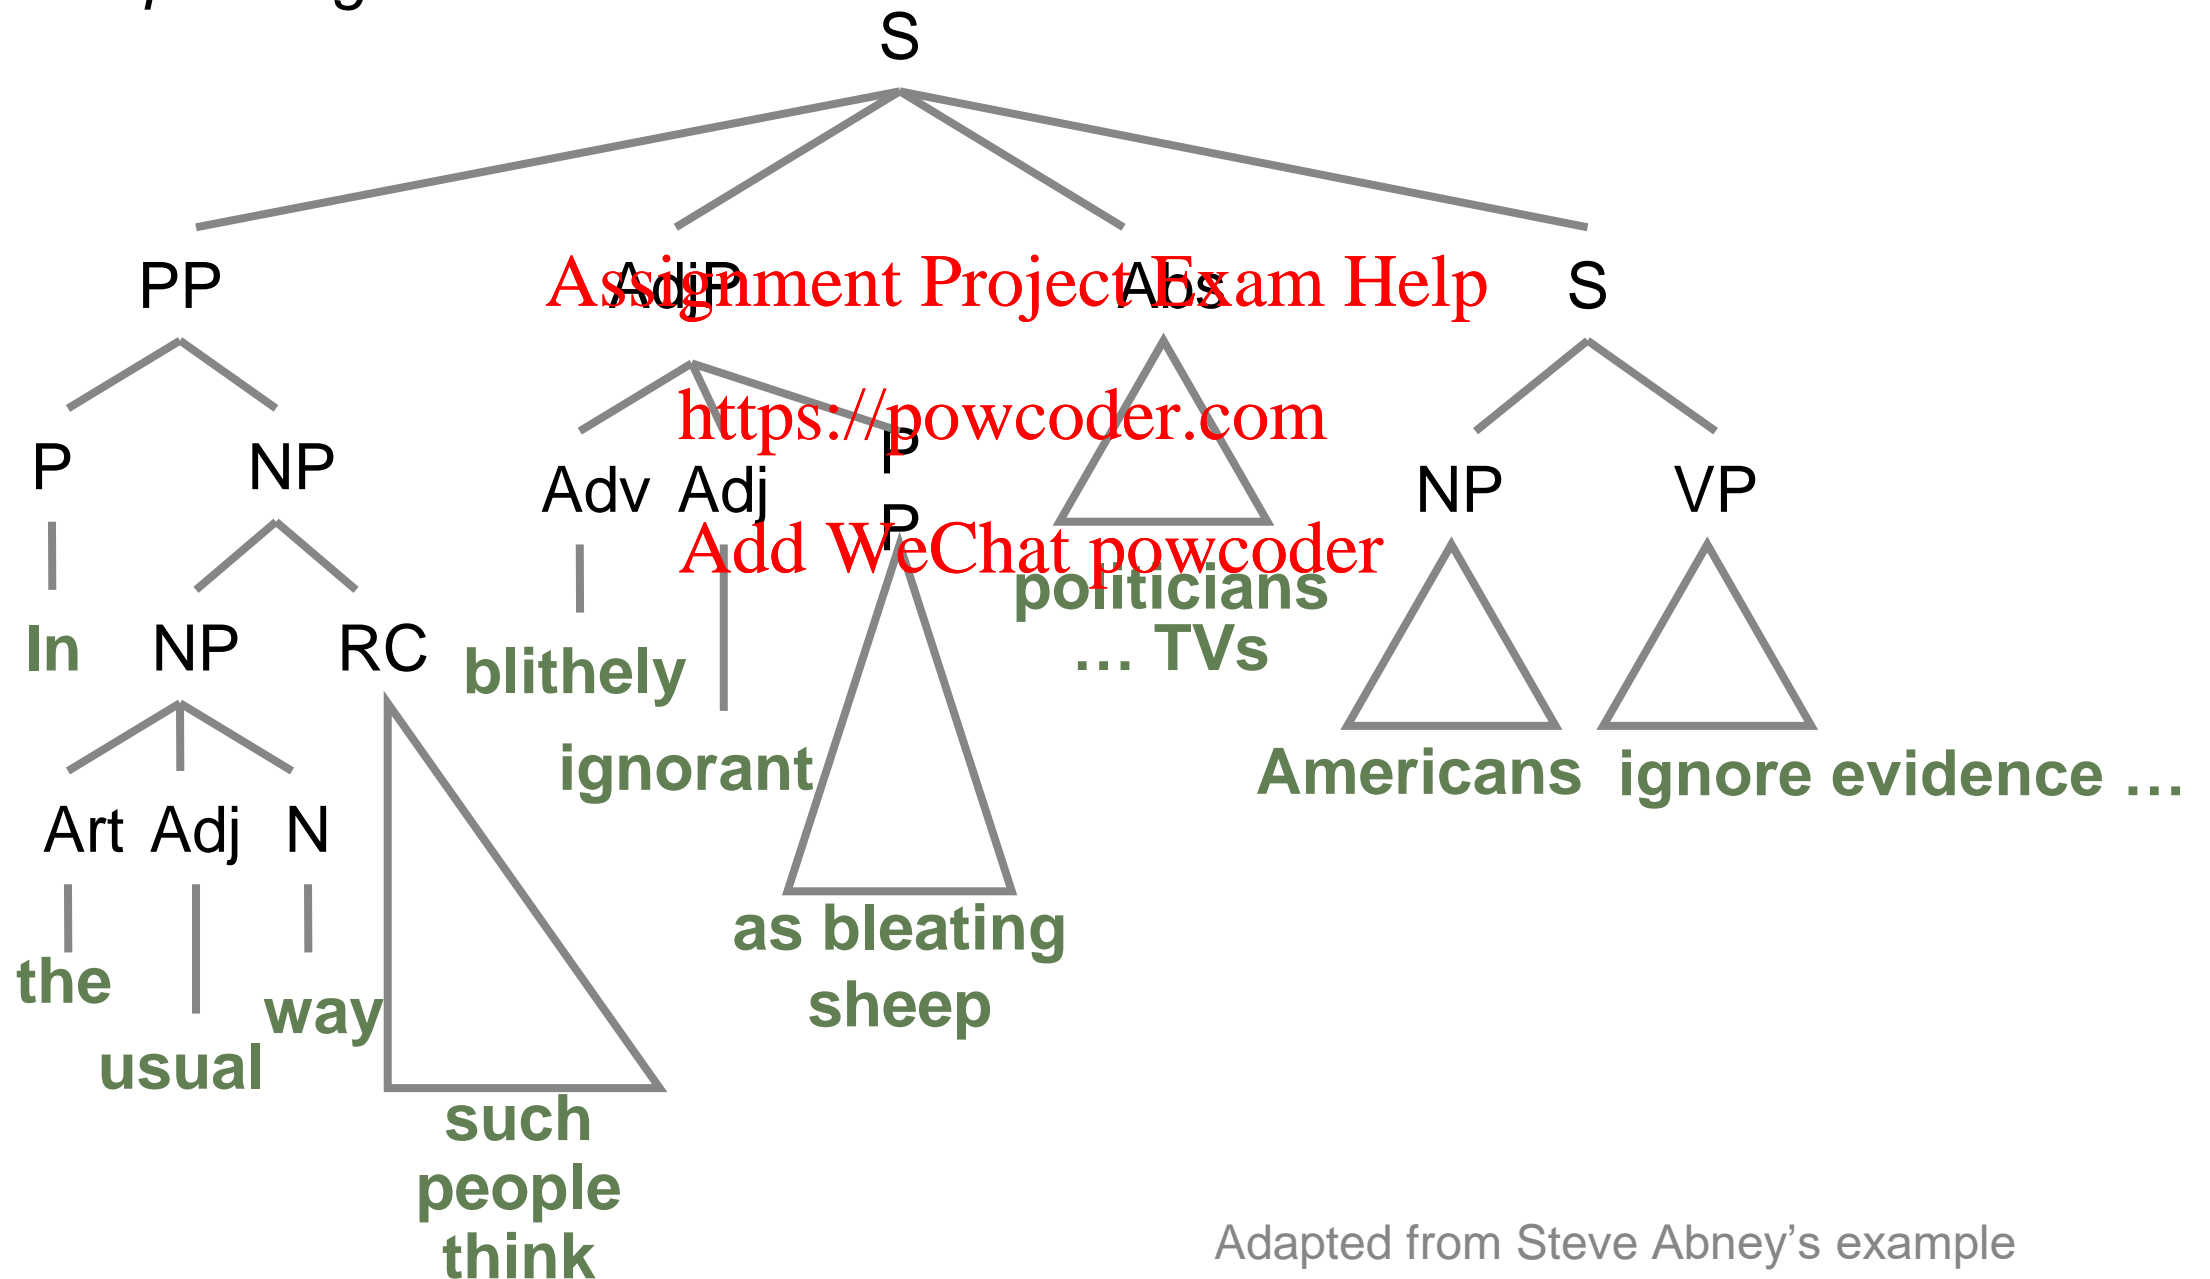 S
PP AdjP Abs S
Assignment Project Exam Help
https://powcoder.com
P NP Adv Adj P NP VP
P
Add WeChat powcoder
In NP RC blithely politicians
… TVs
ignorant Americans ignore evidence …
Art Adj N
the usual way as bleating
sheep
such
people
think
Adapted from Steve Abney’s example